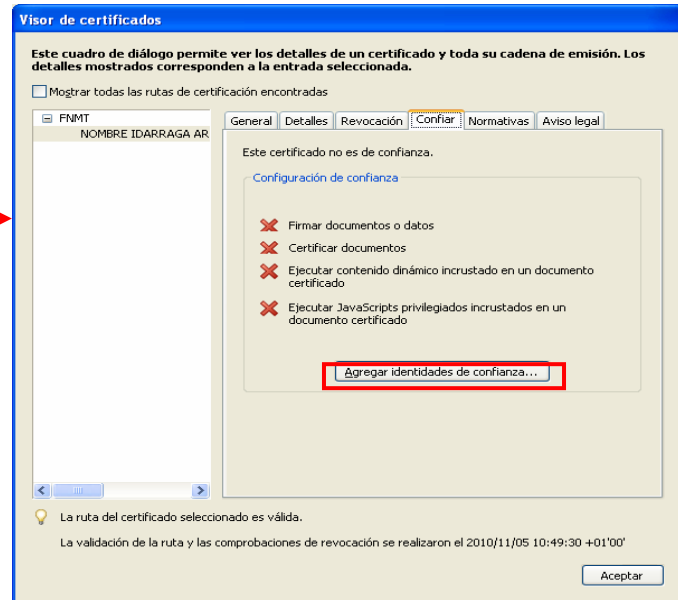 Visor de certificados
Este cuadro de diálogo permite ver los detalles de un certificado y toda su cadena de emisión. Los
detalles mostrados corresponden a la entrada seleccionada.
Mostrar todas las rutas de certificación encontradas
FNMT
NOMBRE IDARRAGA AR
General Detalles Revocación Confiar Normativas Aviso legal
Este certificado no es de confianza.
Configuración de confianza
Firmar documentos o datos
Certificar documentos
Ejecutar contenido dinámico incrustado en un documento
certificado
Ejecutar JavaScripts privilegiados incrustados en un
documento certificado
Agregar identidades de confianza...
La ruta del certificado seleccionado es válida.
La validación de la ruta y las comprobaciones de revocación se realizaron el 2010/11/05 10:49:30 +01'00'
Aceptar